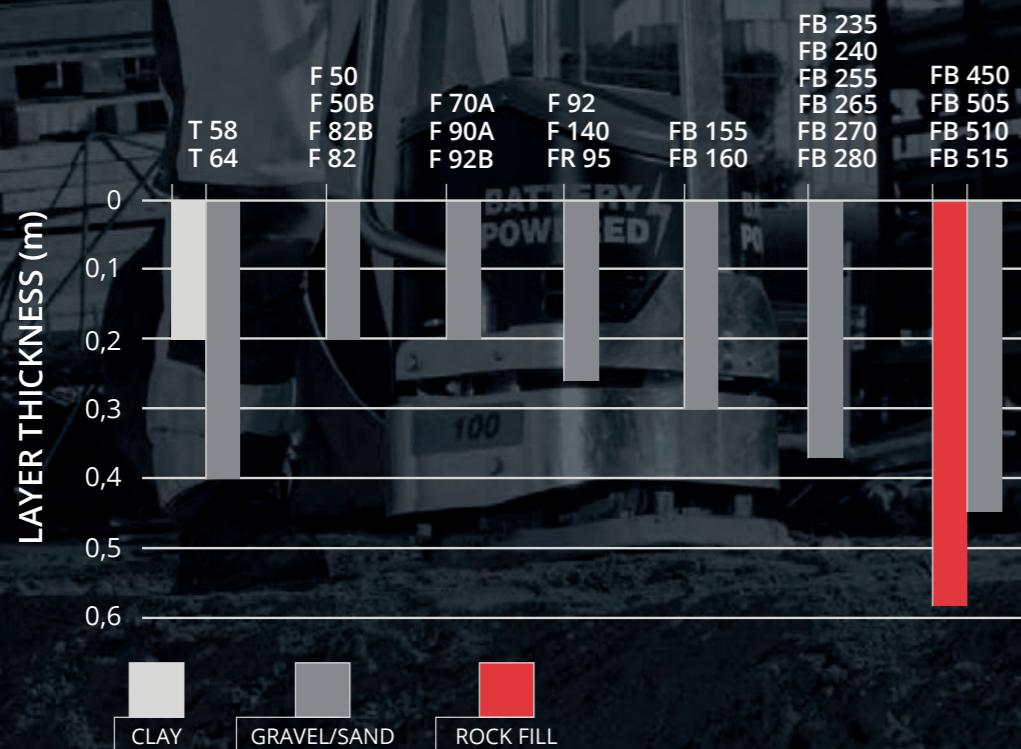 T 58
T 64
F 50
F 50B
F 82B
F 82
F 70A
F 90A
F 92B
F 92
F 140
FR 95
FB 155
FB 160
FB 235
FB 240
FB 255
FB 265
FB 270
FB 280
FB 450
FB 505
FB 510
FB 515
LAYER THICKNESS (m)
0
0,1
0,2
0,3
0,4
0,5
0,6
BATTERY
POWERED
BA
PO
100
CLAY
GRAVEL/SAND
ROCK FILL